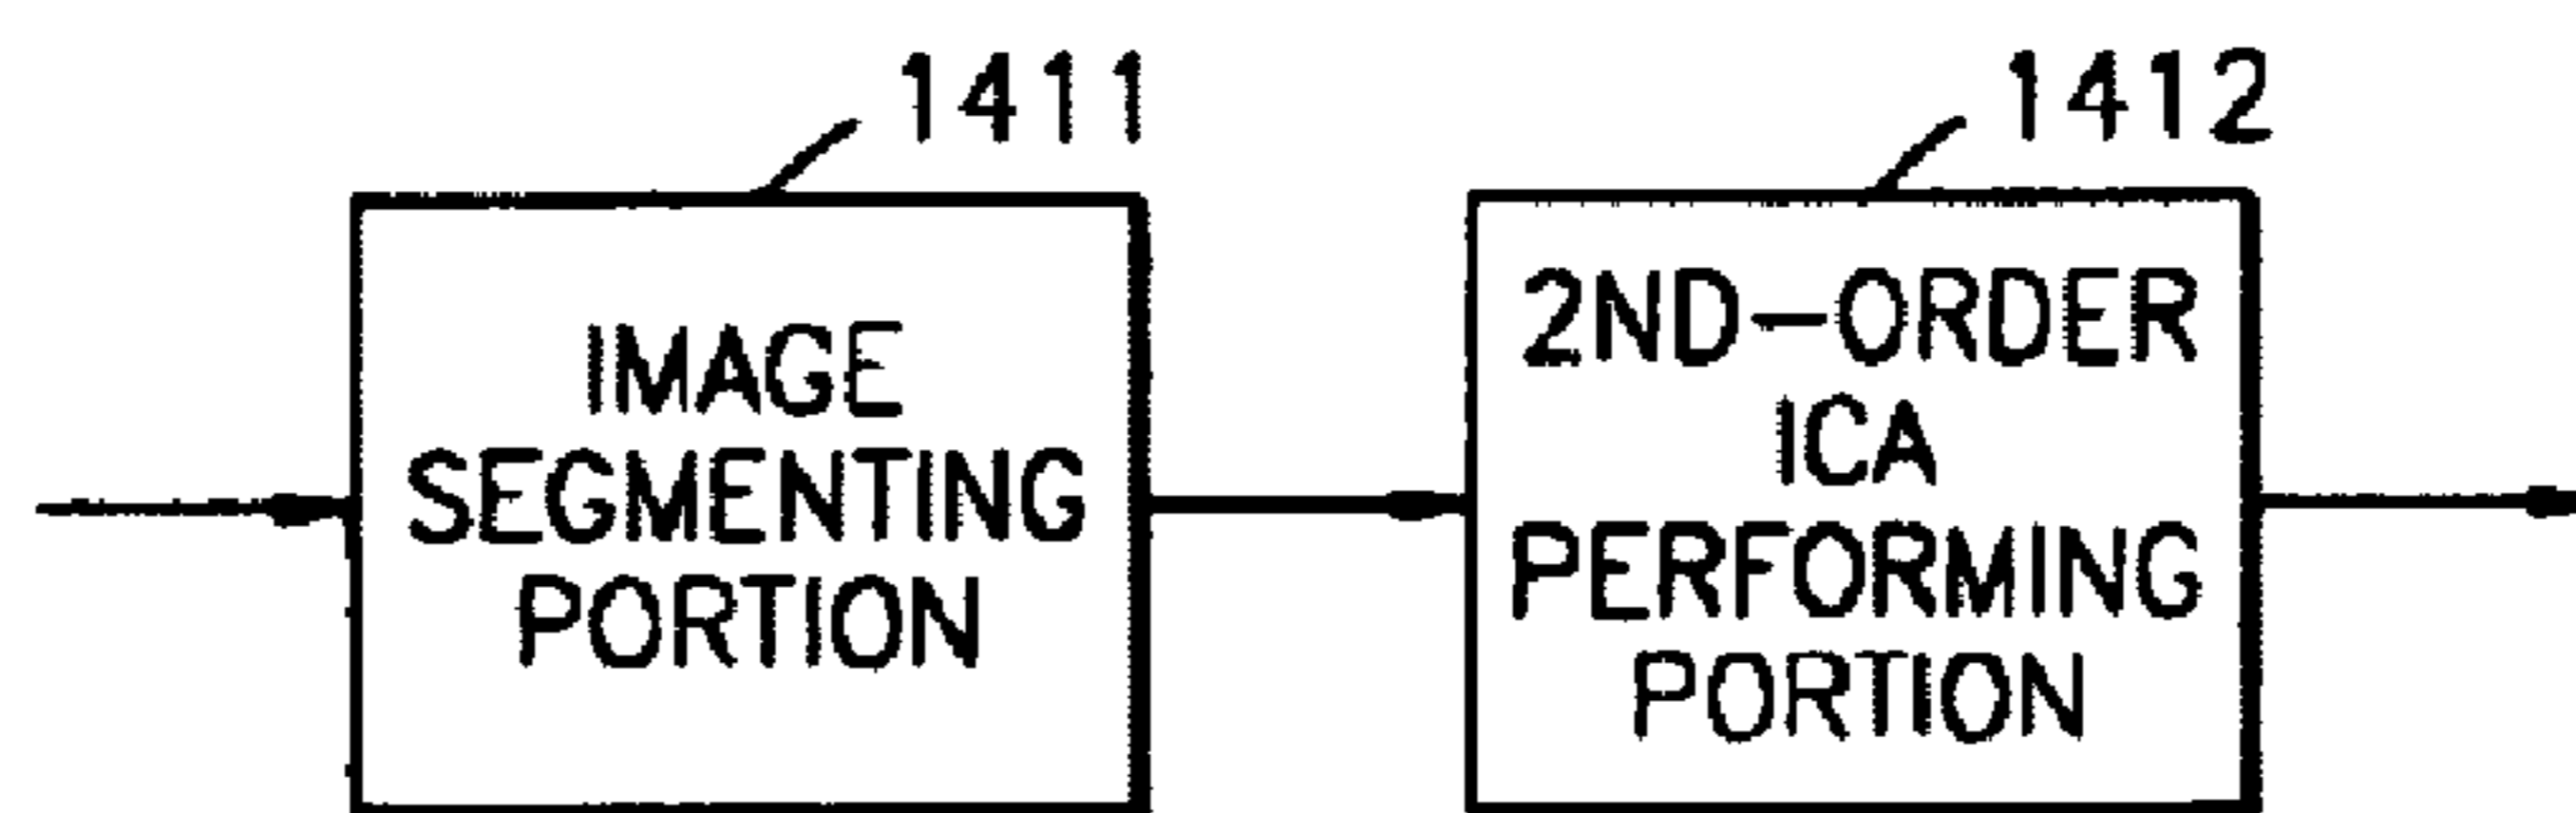 1411
IMAGE
SEGMENTING
PORTION
1412
2ND-ORDER
ICA
PERFORMING
PORTION